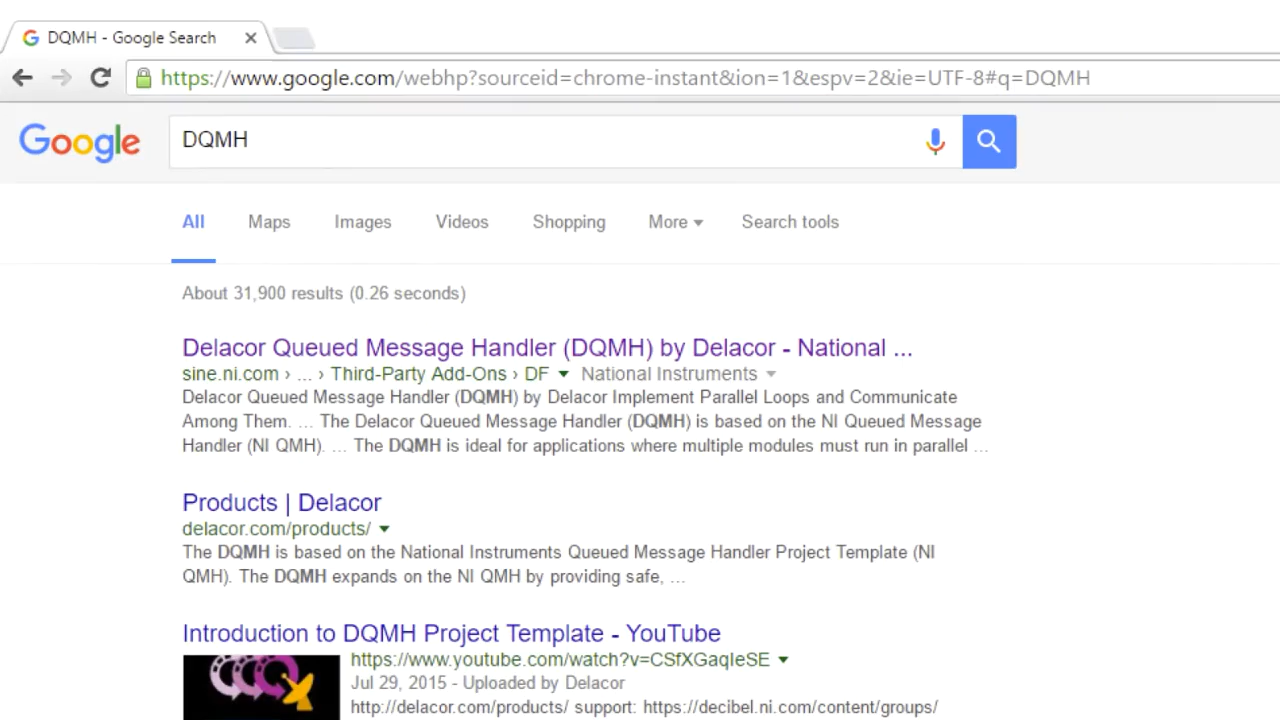 DQMH - Google Search
https://www.google.com/webhp?sourceid=chrome-instant&ion=1&espv=2&ie=UTF-8#q=DQMH
Google DQMH
All Maps Images Videos Shopping More Search tools
About 31,900 results (0.26 seconds)
Delacor Queued Message Handler (DQMH) by Delacor - National ...
sine.ni.com › ... › Third-Party Add-Ons › DF National Instruments
Delacor Queued Message Handler (DQMH) by Delacor Implement Parallel Loops and Communicate
Among Them. ... The Delacor Queued Message Handler (DQMH) is based on the NI Queued Message
Handler (NI QMH). ... The DQMH is ideal for applications where multiple modules must run in parallel ...
Products | Delacor
delacor.com/products/
The DQMH is based on the National Instruments Queued Message Handler Project Template (NI
QMH). The DQMH expands on the NI QMH by providing safe, ...
Introduction to DQMH Project Template - YouTube
https://www.youtube.com/watch?v=CSfXGaqIeSE
Jul 29, 2015 - Uploaded by Delacor
http://delacor.com/products/ support: https://decibel.ni.com/content/groups/